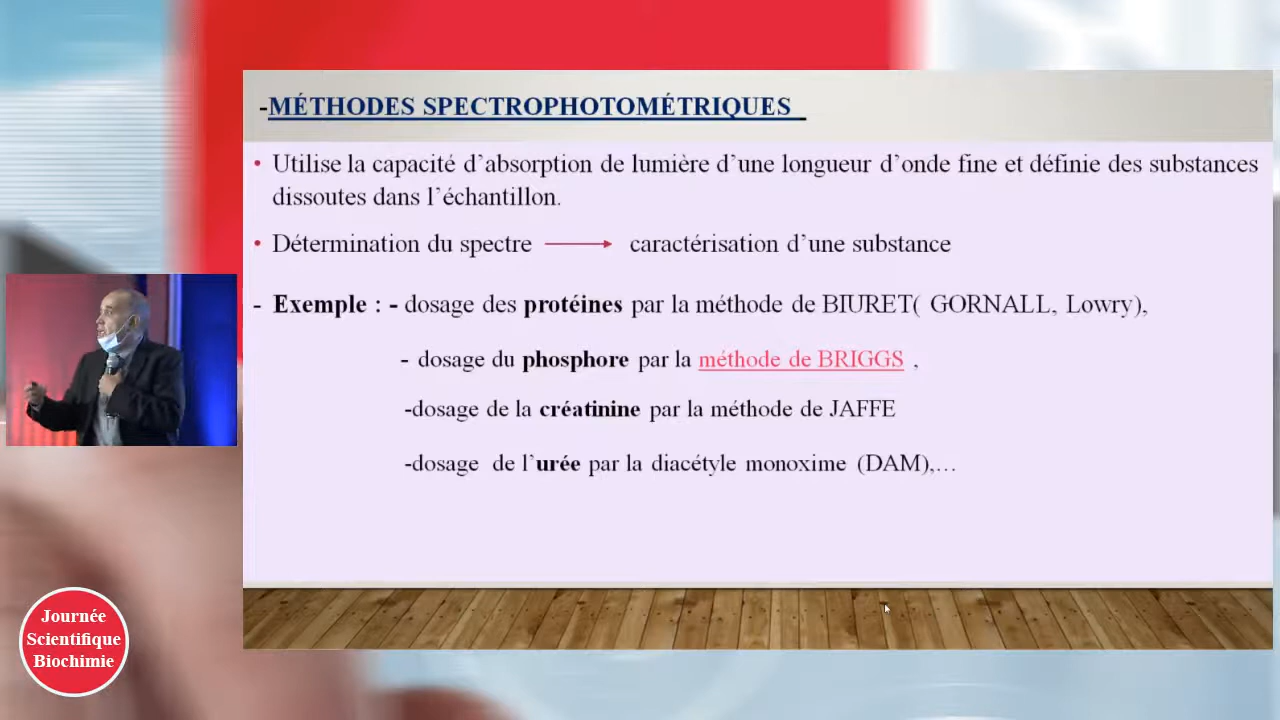 -MÉTHODES SPECTROPHOTOMÉTRIQUES
• Utilise la capacité d’absorption de lumière d’une longueur d’onde fine et définie des substances
dissoutes dans l’échantillon.
• Détermination du spectre → caractérisation d’une substance
- Exemple : - dosage des protéines par la méthode de BIURET( GORNALL, Lowry),
- dosage du phosphore par la méthode de BRIGGS ,
-dosage de la créatinine par la méthode de JAFFE
-dosage de l’urée par la diacétyle monoxime (DAM),…
Journée
Scientifique
Biochimie